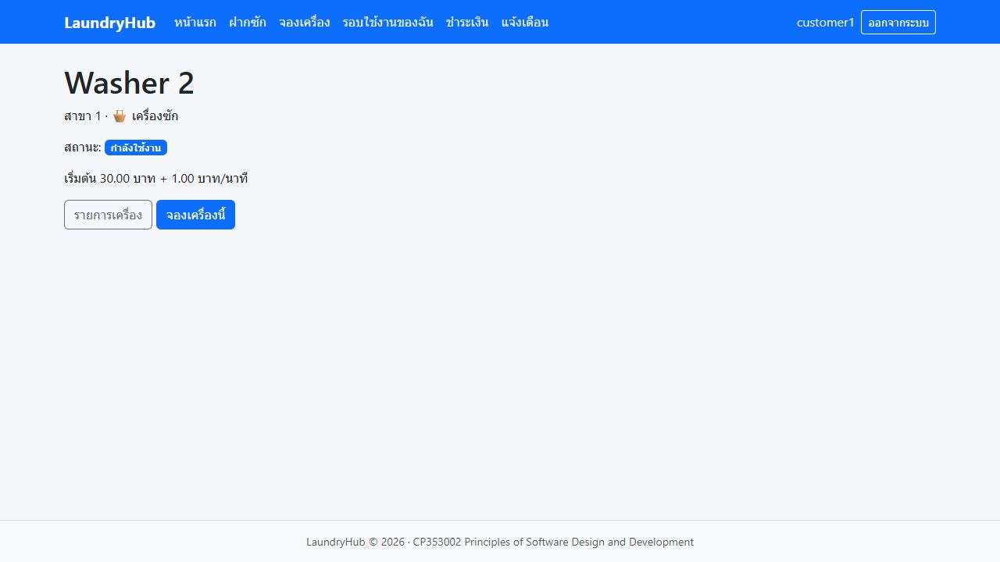 LaundryHub หน้าแรก ฝากซัก จองเครื่อง รอบใช้งานของฉัน ชำระเงิน แจ้งเตือน customer1 ออกจากระบบ
Washer 2
สาขา 1 · 🧺 เครื่องซัก
สถานะ: กำลังใช้งาน
เริ่มต้น 30.00 บาท + 1.00 บาท/นาที
รายการเครื่อง จองเครื่องนี้
LaundryHub © 2026 · CP353002 Principles of Software Design and Development